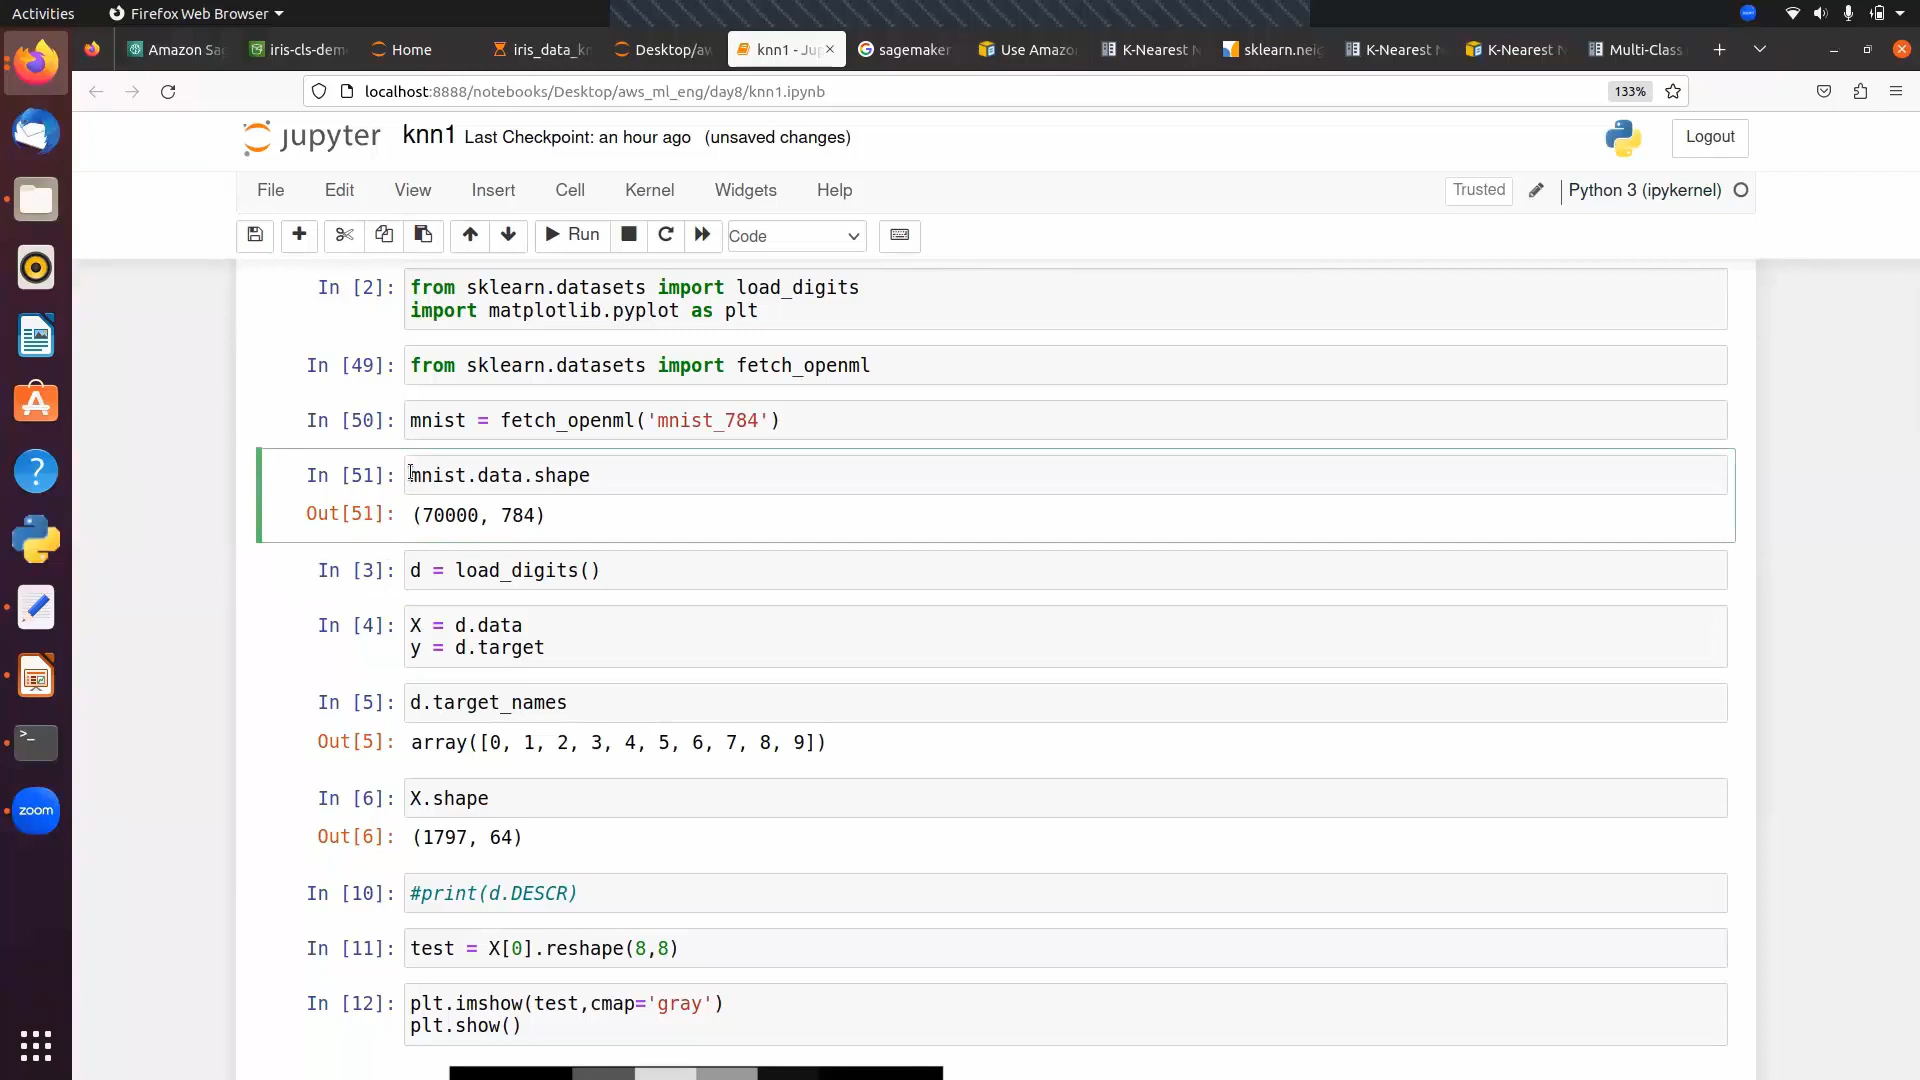 Activities
Firefox Web Browser
Amazon Sa
iris-cls-dem
Home
iris_data_kn
Desktop/aw
knn1 - Jup
sagemaker
Use Amazo
K-Nearest N
sklearn.neig
K-Nearest N
K-Nearest N
Multi-Class
localhost:8888/notebooks/Desktop/aws_ml_eng/day8/knn1.ipynb
133%
jupyter knn1 Last Checkpoint: an hour ago (unsaved changes)
Logout
File Edit View Insert Cell Kernel Widgets Help
Trusted
Python 3 (ipykernel)
Run
Code
In [2]: from sklearn.datasets import load_digits
import matplotlib.pyplot as plt
In [49]: from sklearn.datasets import fetch_openml
In [50]: mnist = fetch_openml('mnist_784')
In [51]: mnist.data.shape
Out[51]: (70000, 784)
In [3]: d = load_digits()
In [4]: X = d.data
y = d.target
In [5]: d.target_names
Out[5]: array([0, 1, 2, 3, 4, 5, 6, 7, 8, 9])
In [6]: X.shape
Out[6]: (1797, 64)
In [10]: #print(d.DESCR)
In [11]: test = X[0].reshape(8,8)
In [12]: plt.imshow(test,cmap='gray')
plt.show()
zoom